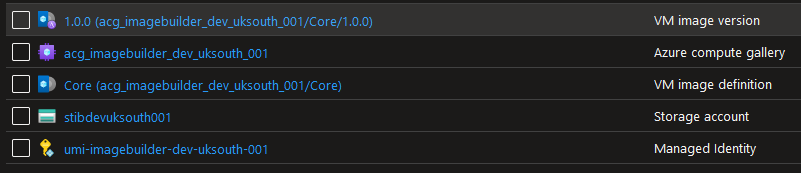 1.0.0 (acg_imagebuilder_dev_uksouth_001/Core/1.0.0) VM image version
acg_imagebuilder_dev_uksouth_001 Azure compute gallery
Core (acg_imagebuilder_dev_uksouth_001/Core) VM image definition
stibdevuksouth001 Storage account
umi-imagebuilder-dev-uksouth-001 Managed Identity